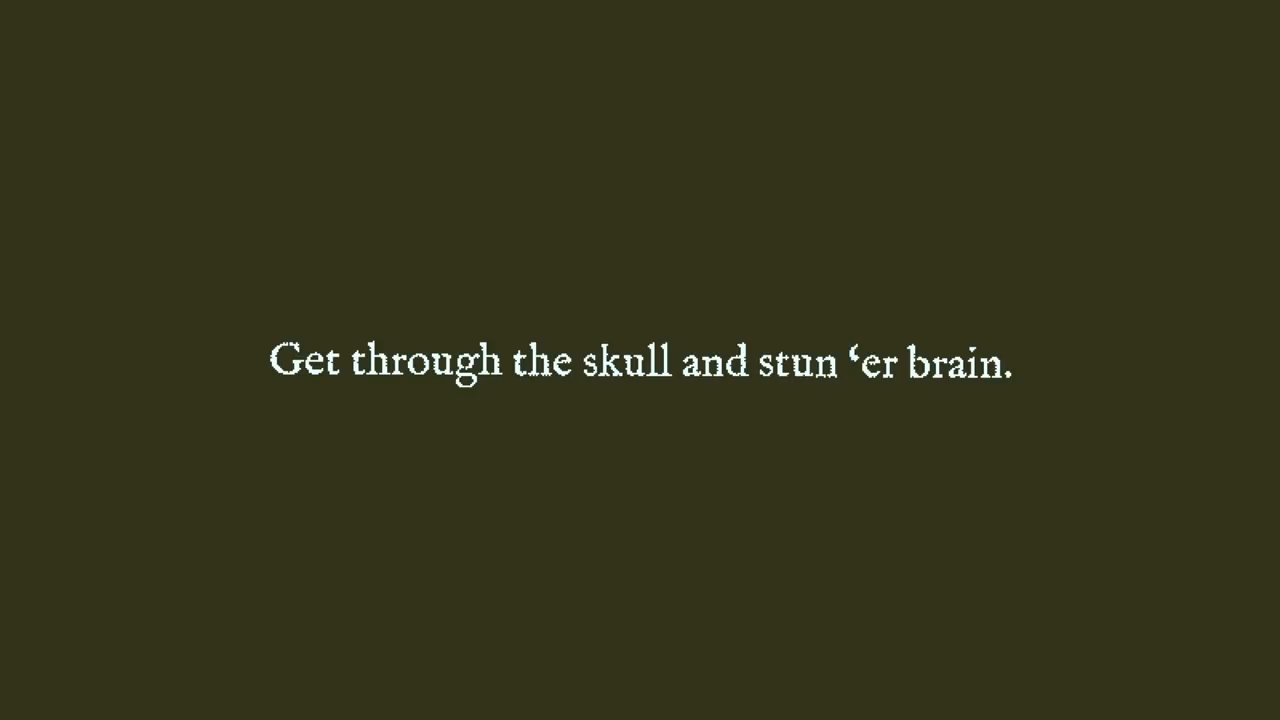 Get through the skull and stun ‘er brain.